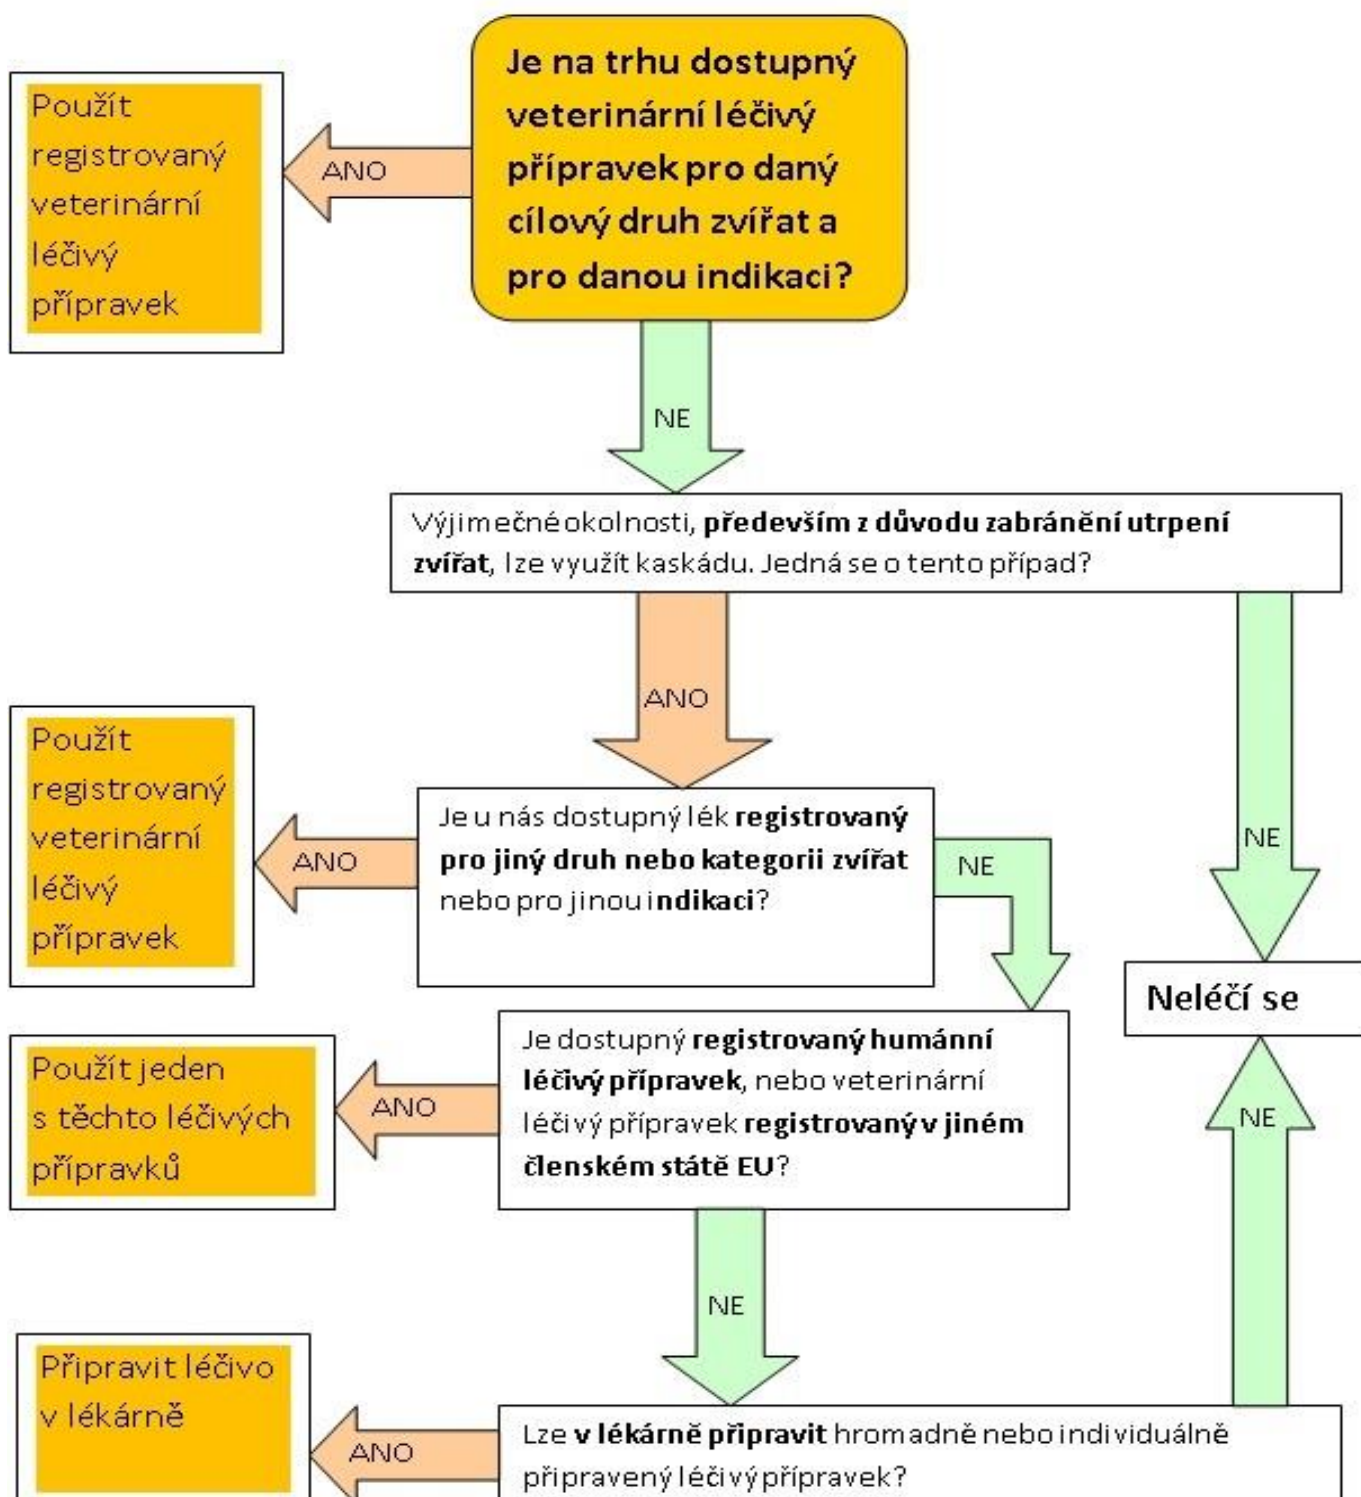 Je na trhu dostupný
veterinární léčivý
přípravek pro daný
cílový druh zvířat a
pro danou indikaci?
ANO
Použít
registrovaný
veterinární
léčivý
přípravek
NE
Výjimečné okolnosti, především z důvodu zabránění utrpení
zvířat, lze využít kaskádu. Jedná se o tento případ?
ANO
NE
Je u nás dostupný lék registrovaný
pro jiný druh nebo kategorii zvířat
nebo pro jinou indikaci?
ANO
Použít
registrovaný
veterinární
léčivý
přípravek
NE
Neléčí se
Je dostupný registrovaný humánní
léčivý přípravek, nebo veterinární
léčivý přípravek registrovaný v jiném
členském státě EU?
ANO
Použít jeden
s těchto léčivých
přípravků
NE
NE
Lze v lékárně připravit hromadně nebo individuálně
připravený léčivý přípravek?
ANO
Připravit léčivo
v lékárně